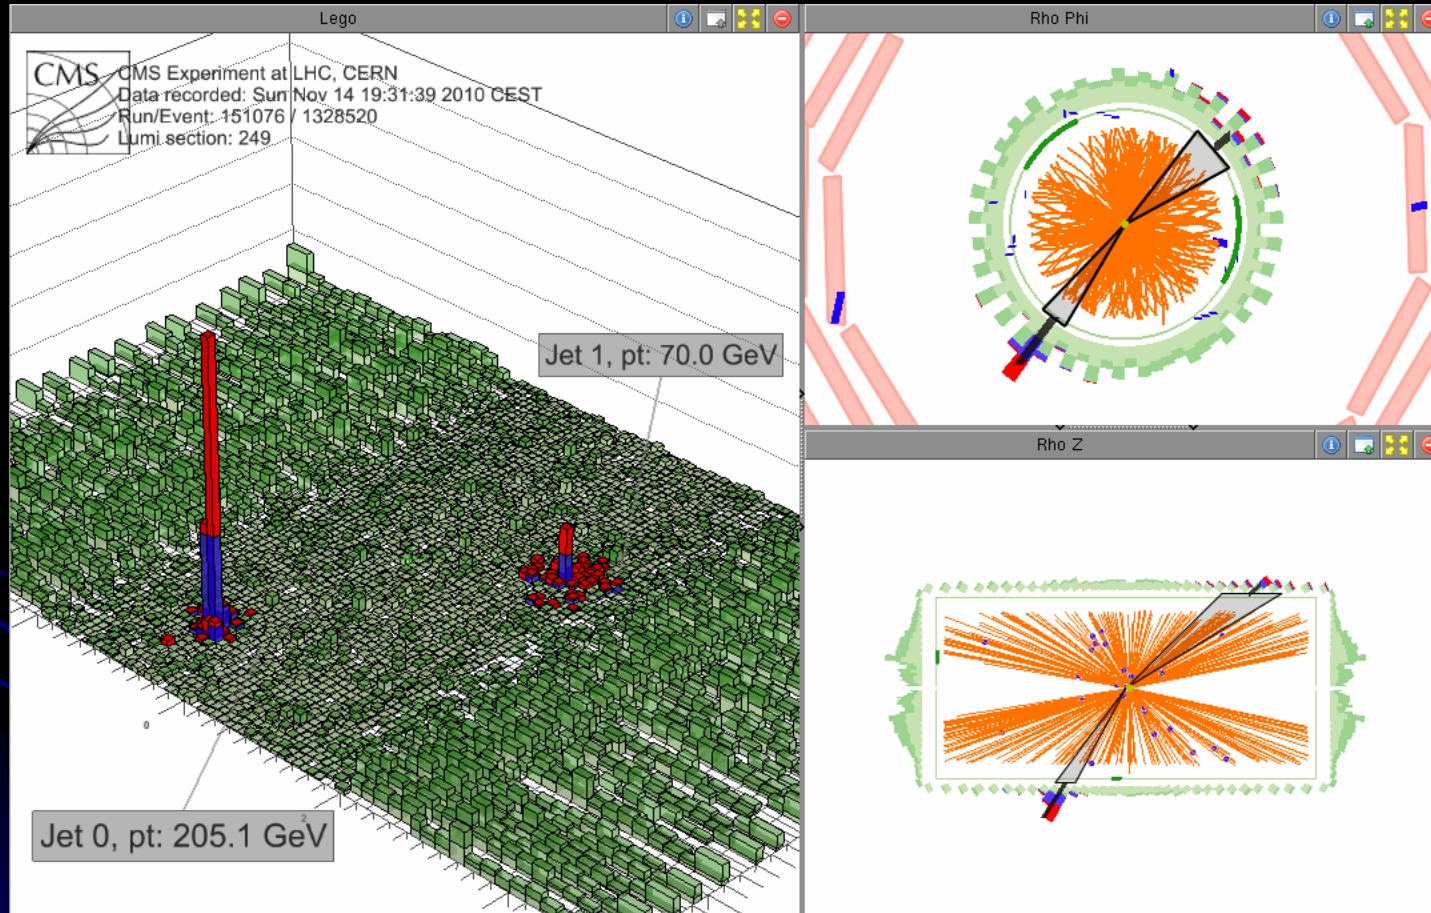 Lego
CMS
CMS Experiment at LHC, CERN
Data recorded: Sun Nov 14 19:31:39 2010 CEST
Run/Event: 151076 / 1328520
Lumi section: 249
Jet 1, pt: 70.0 GeV
0
2
Jet 0, pt: 205.1 GeV
Rho Phi
Rho Z